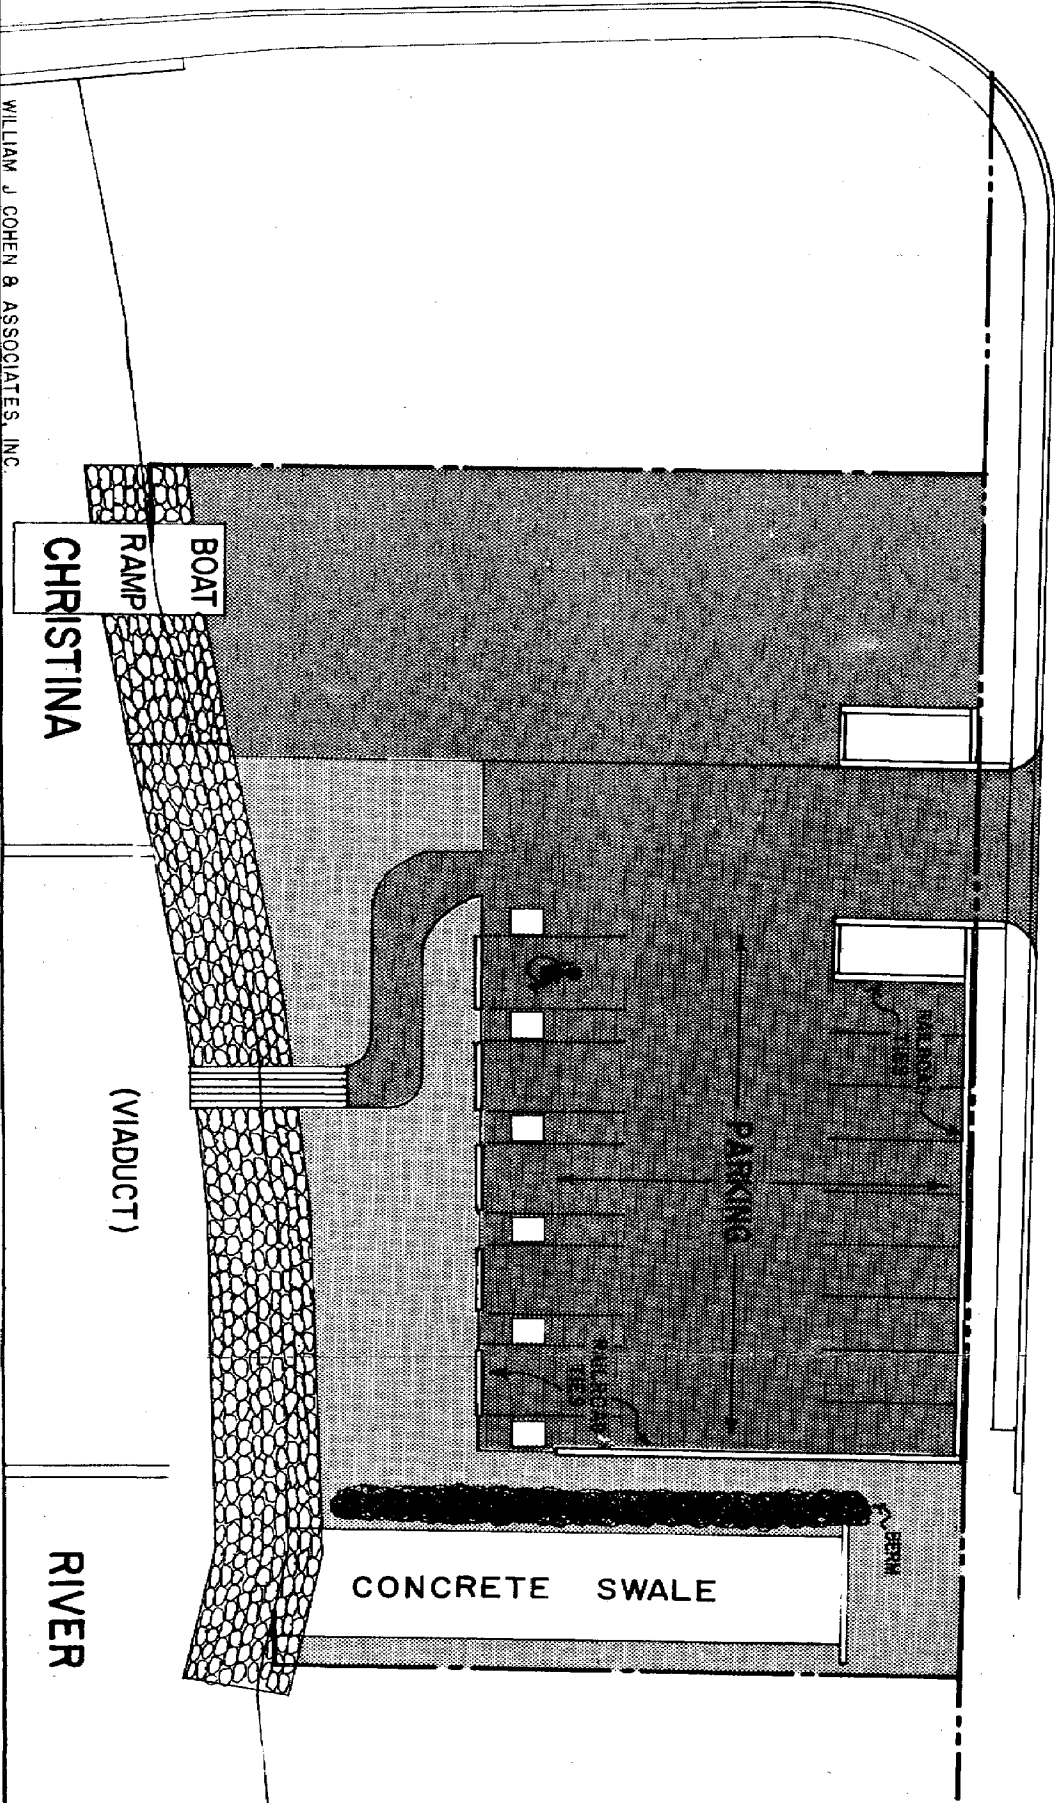 RAILROAD
TIES
PARKING
RAILROAD
TIES
BERM
CONCRETE SWALE
BOAT
RAMP
(VIADUCT)
CHRISTINA RIVER
WILLIAM J COHEN & ASSOCIATES, INC